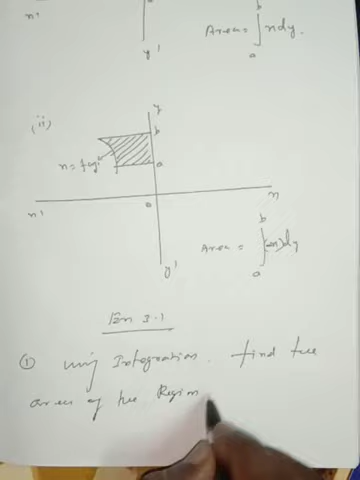 b
x'
y'
Area = ∫ x dy.
a
(ii)
y
b
x = f(y)
a
x'
o
x
b
Area = ∫ (-x) dy
a
y'
Ex 3.1
① Using Integration. find the
area of the Region